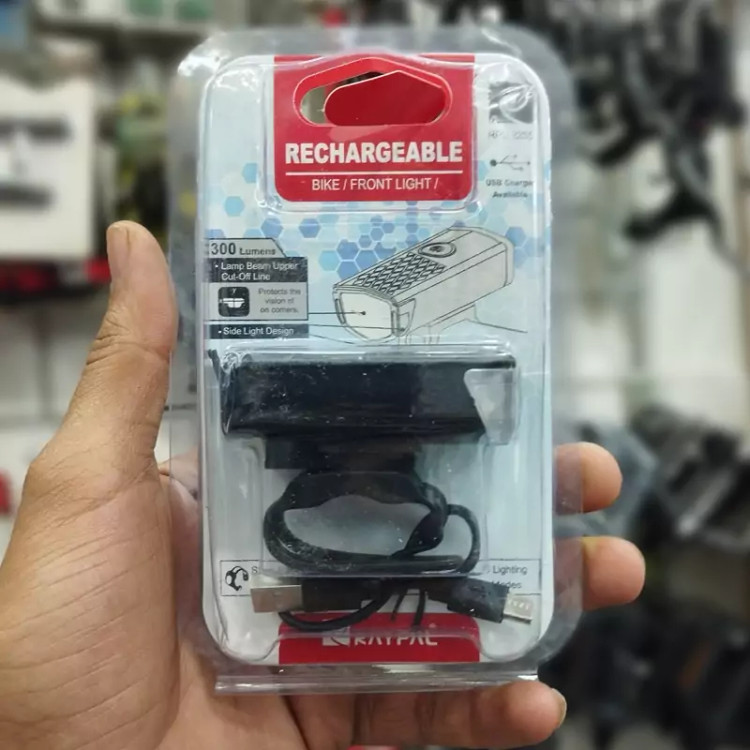 RECHARGEABLE
BIKE / FRONT LIGHT /
USB Charge
Available
300 Lumens
• Lamp Beam Upper
Cut-Off Line
Protects the
vision of
on comers.
• Side Light Design
Lighting
Modes
RAYPAL